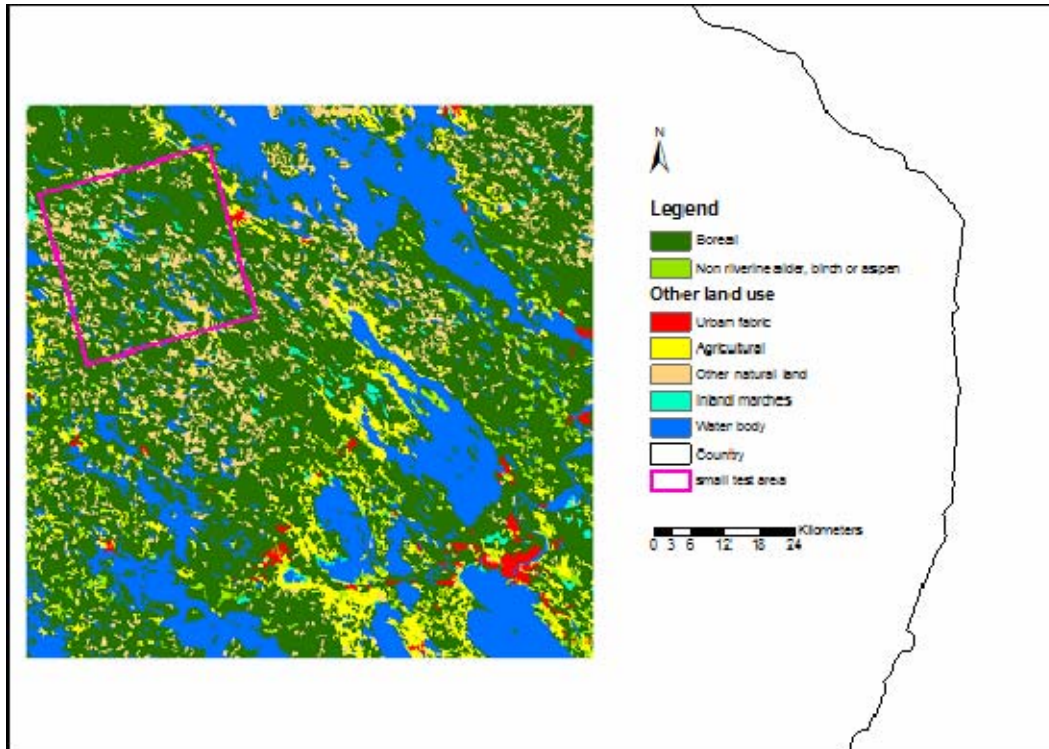 N
Legend
Boreal
Non riverine alder, birch or aspen
Other land use
Urban fabric
Agricultural
Other natural land
Inland marches
Water body
Country
small test area
Kilometers
0 3 6 12 18 24